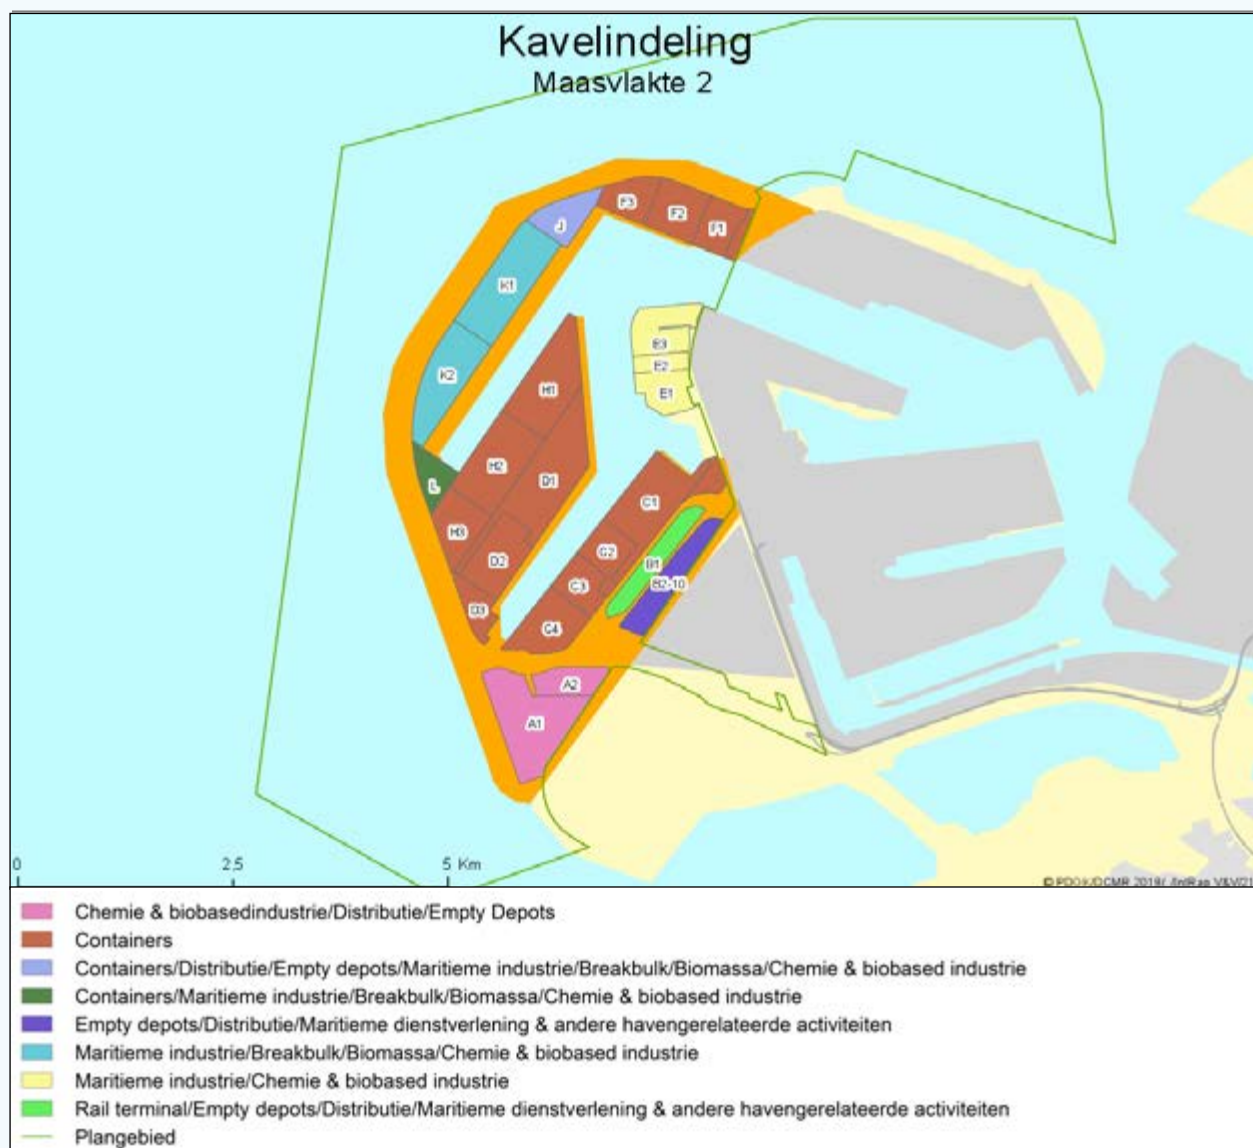 Kavelindeling
Maasvlakte 2
F3
F2
F1
J
K1
E3
E2
K2
H1
E1
H2
D1
L
C1
H3
C2
D2
B1
C3
B2-10
D3
C4
A2
A1
0
2,5
5 Km
Chemie & biobasedindustrie/Distributie/Empty Depots
Containers
Containers/Distributie/Empty depots/Maritieme industrie/Breakbulk/Biomassa/Chemie & biobased industrie
Containers/Maritieme industrie/Breakbulk/Biomassa/Chemie & biobased industrie
Empty depots/Distributie/Maritieme dienstverlening & andere havengerelateerde activiteiten
Maritieme industrie/Breakbulk/Biomassa/Chemie & biobased industrie
Maritieme industrie/Chemie & biobased industrie
Rail terminal/Empty depots/Distributie/Maritieme dienstverlening & andere havengerelateerde activiteiten
Plangebied